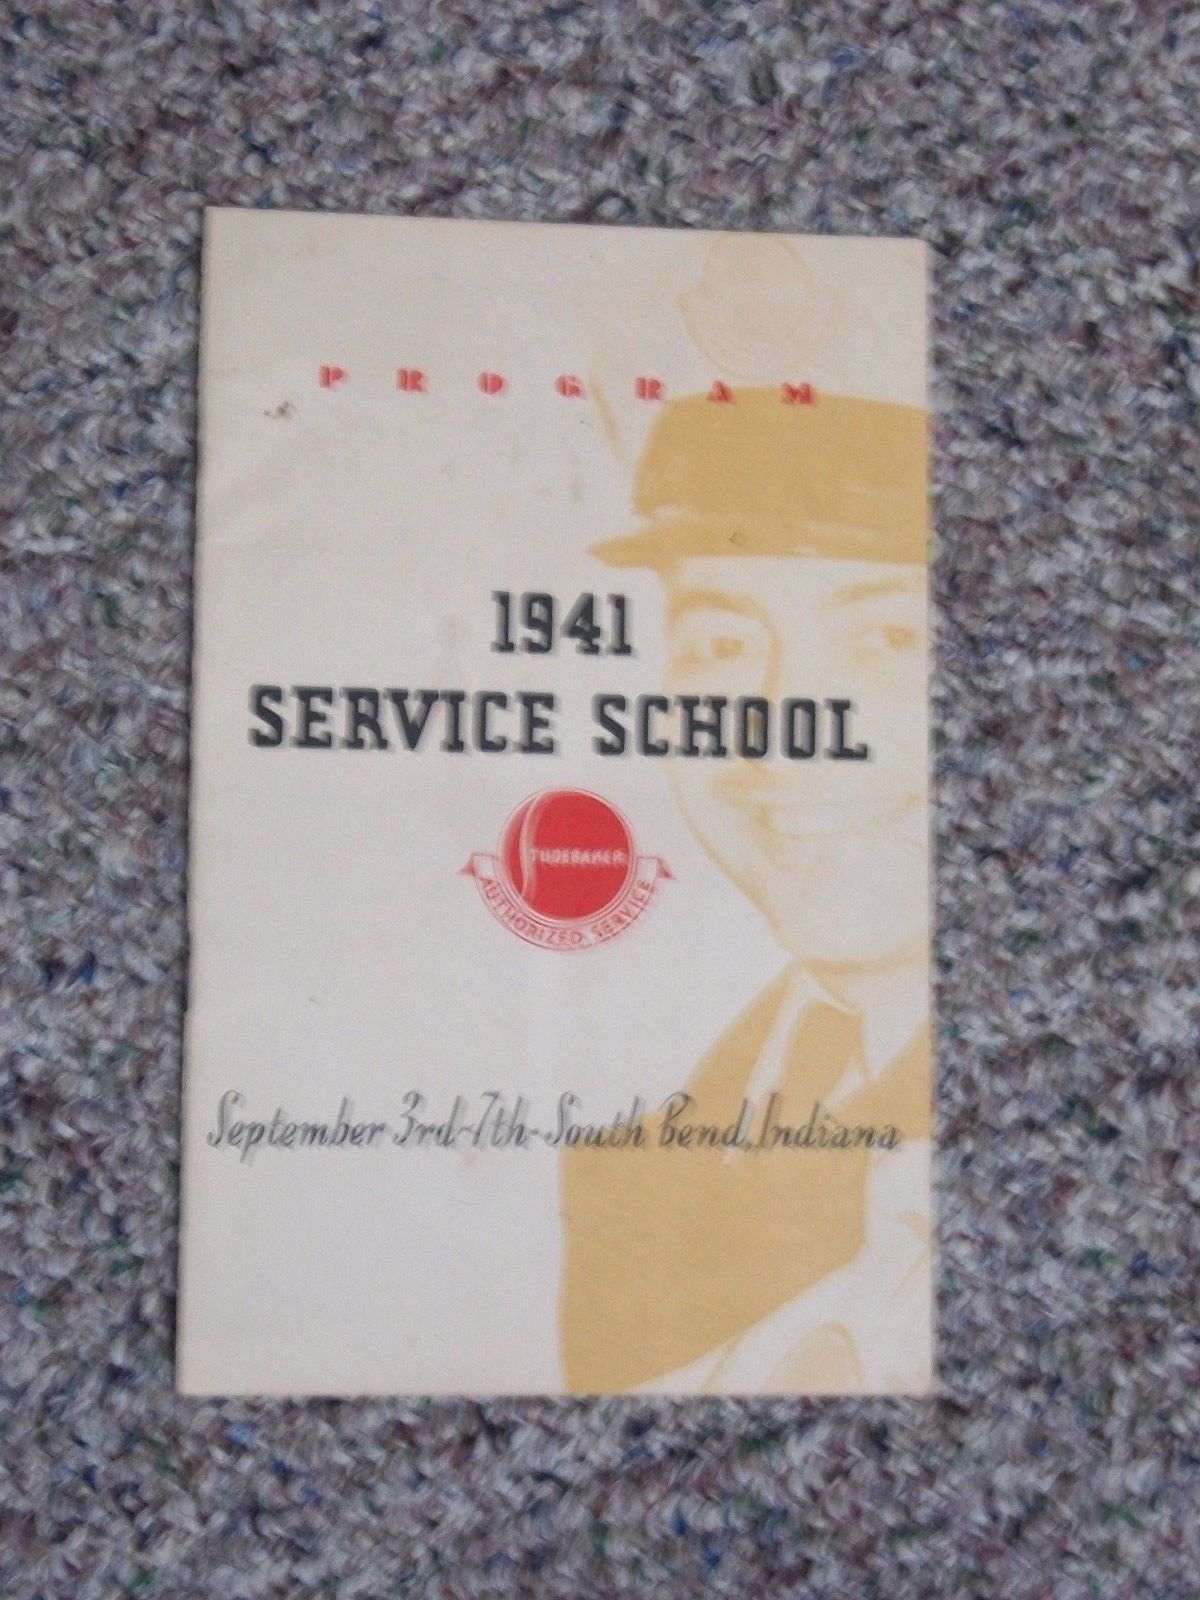 PROGRAM
1941
SERVICE SCHOOL
STUDEBAKER
AUTHORIZED SERVICE
September 3rd-7th-South Bend, Indiana